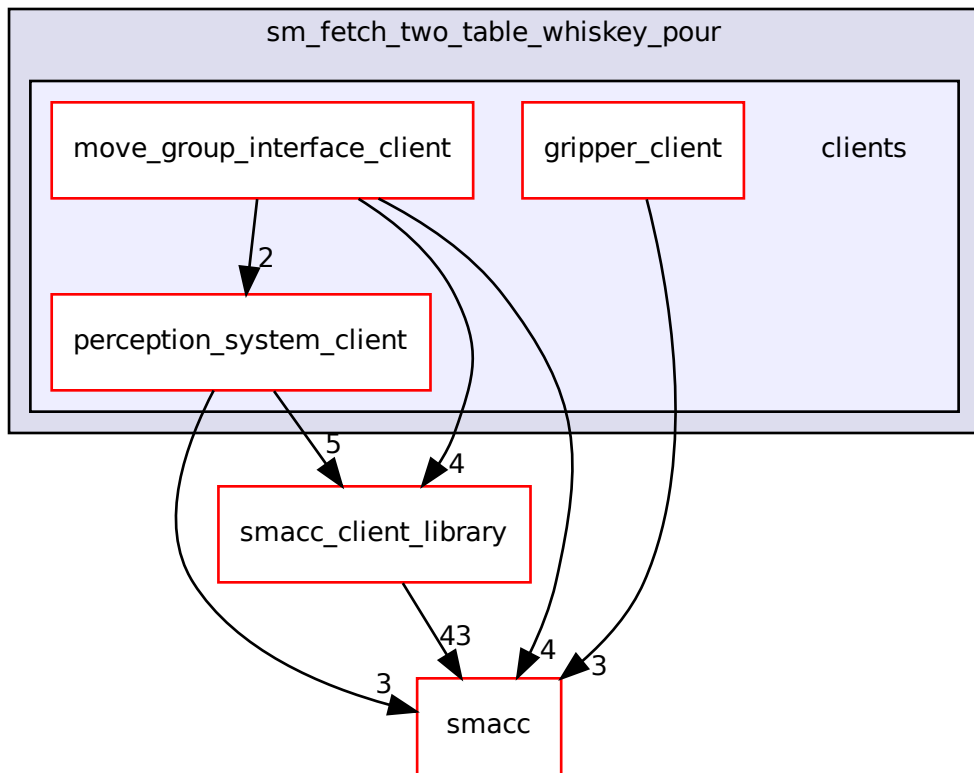 sm_fetch_two_table_whiskey_pour
move_group_interface_client
gripper_client
clients
2
perception_system_client
5
4
smacc_client_library
43
4
3
3
smacc